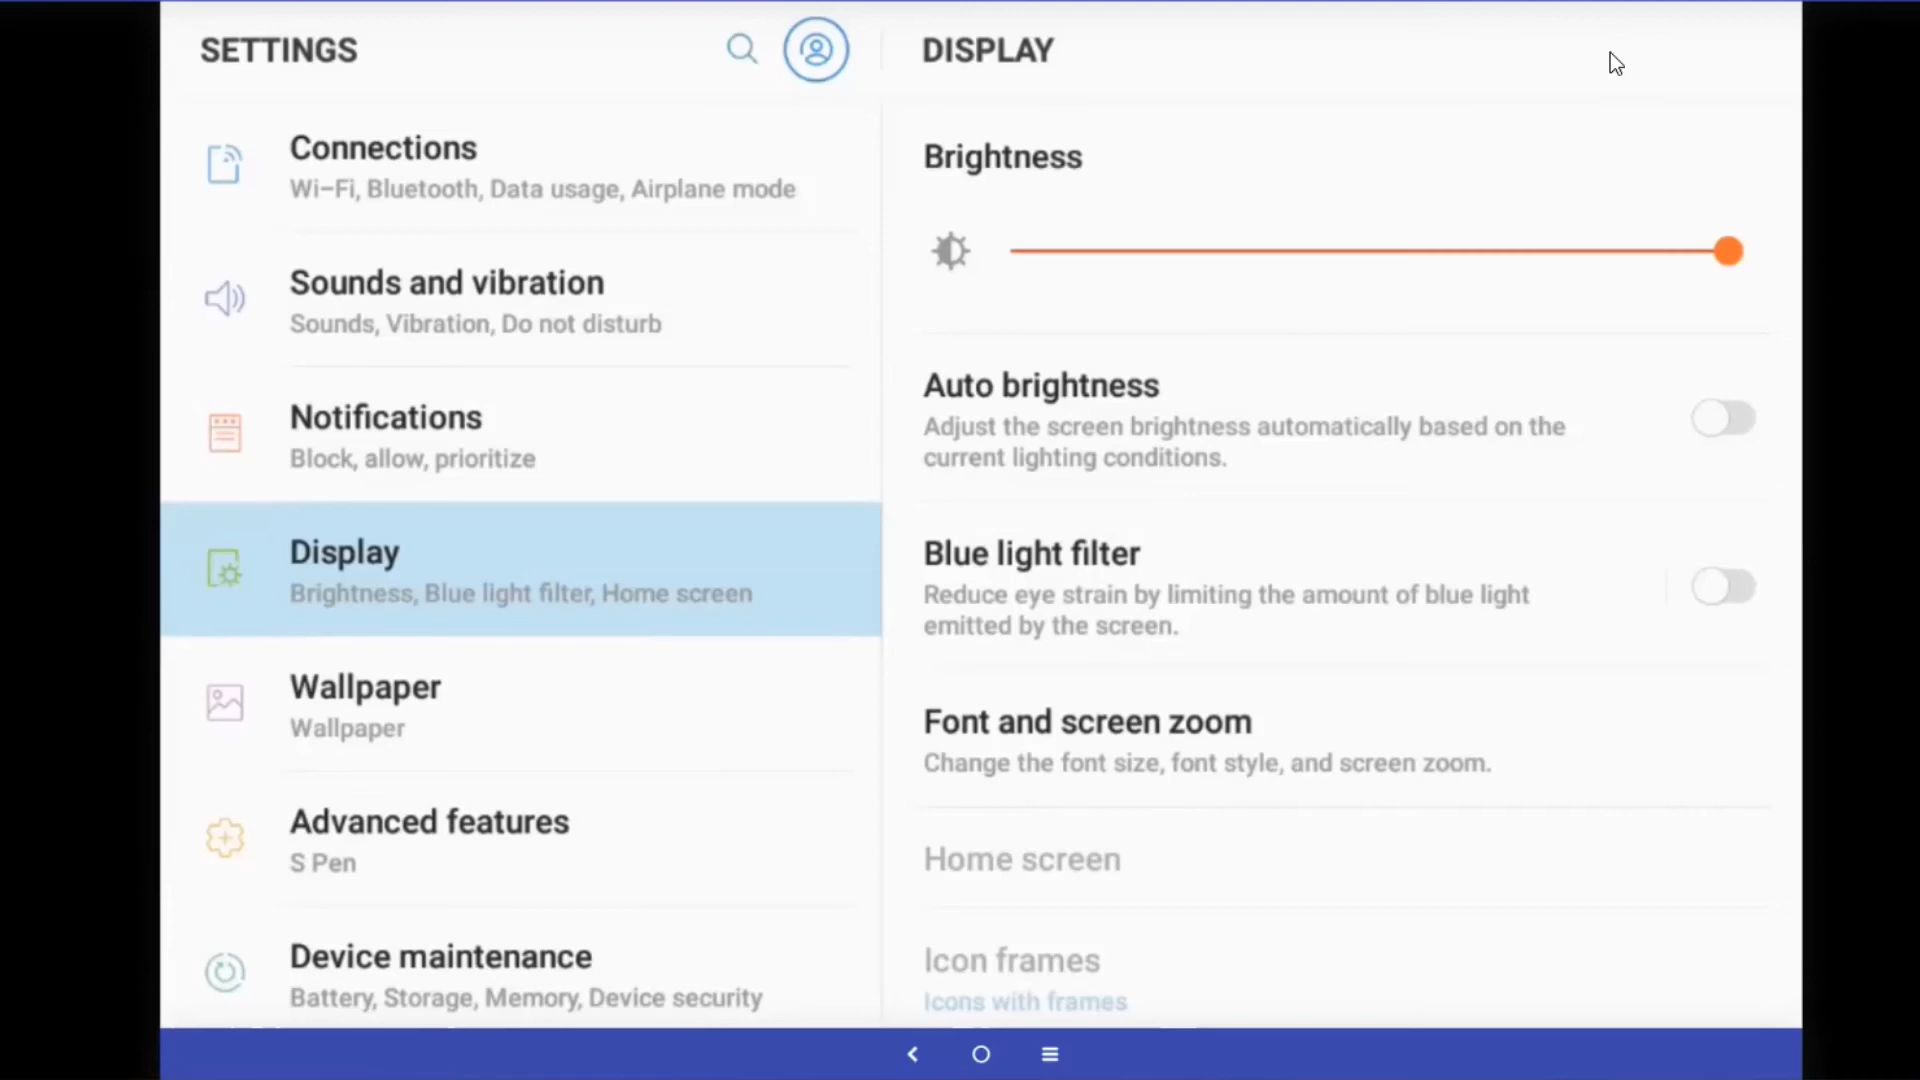 SETTINGS
Connections
Wi-Fi, Bluetooth, Data usage, Airplane mode
Sounds and vibration
Sounds, Vibration, Do not disturb
Notifications
Block, allow, prioritize
Display
Brightness, Blue light filter, Home screen
Wallpaper
Wallpaper
Advanced features
S Pen
Device maintenance
Battery, Storage, Memory, Device security
DISPLAY
Brightness
Auto brightness
Adjust the screen brightness automatically based on the
current lighting conditions.
Blue light filter
Reduce eye strain by limiting the amount of blue light
emitted by the screen.
Font and screen zoom
Change the font size, font style, and screen zoom.
Home screen
Icon frames
Icons with frames